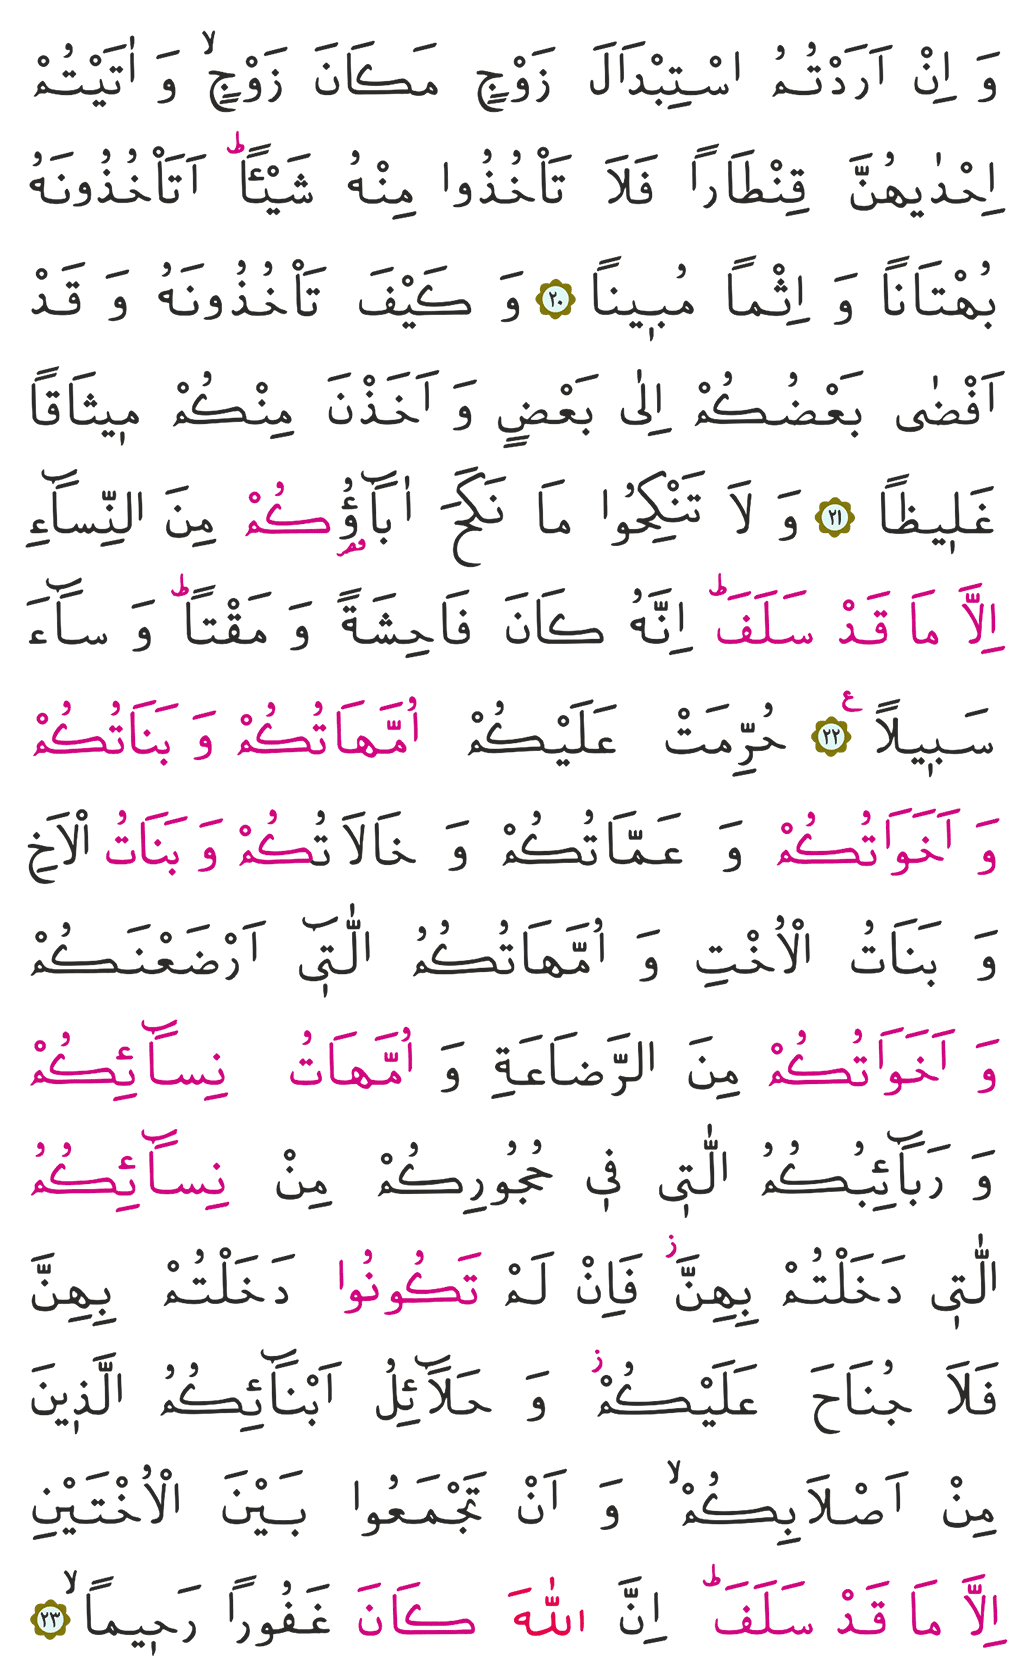 وَ اِنْ اَرَدْتُمُ اسْتِبْدَالَ زَوْجٍ مَكَانَ زَوْجٍۙ وَ اٰتَيْتُمْ
اِحْدٰيهُنَّ قِنْطَارًا فَلَا تَاْخُذُوا مِنْهُ شَيْـًٔاۜ اَتَاْخُذُونَهُ
بُهْتَانًا وَ اِثْمًا مُبٖينًا ﴿٢٠﴾ وَ كَيْفَ تَاْخُذُونَهُ وَ قَدْ
اَفْضٰى بَعْضُكُمْ اِلٰى بَعْضٍ وَ اَخَذْنَ مِنْكُمْ مٖيثَاقًا
غَلٖيظًا ﴿٢١﴾ وَ لَا تَنْكِحُوا مَا نَكَحَ اٰبَٓاؤُ۬كُمْ مِنَ النِّسَٓاءِ
اِلَّا مَا قَدْ سَلَفَۜ اِنَّهُ كَانَ فَاحِشَةً وَ مَقْتًاۜ وَ سَٓاءَ
سَبٖيلًاࣖ ﴿٢٢﴾ حُرِّمَتْ عَلَيْكُمْ اُمَّهَاتُكُمْ وَ بَنَاتُكُمْ
وَ اَخَوَاتُكُمْ وَ عَمَّاتُكُمْ وَ خَالَاتُكُمْ وَ بَنَاتُ الْاَخِ
وَ بَنَاتُ الْاُخْتِ وَ اُمَّهَاتُكُمُ الّٰتٖٓى اَرْضَعْنَكُمْ
وَ اَخَوَاتُكُمْ مِنَ الرَّضَاعَةِ وَ اُمَّهَاتُ نِسَٓائِكُمْ
وَ رَبَٓائِبُكُمُ الّٰتٖى فٖى حُجُورِكُمْ مِنْ نِسَٓائِكُمُ
الّٰتٖى دَخَلْتُمْ بِهِنَّؗ فَاِنْ لَمْ تَكُونُوا دَخَلْتُمْ بِهِنَّ
فَلَا جُنَاحَ عَلَيْكُمْؗ وَ حَلَٓائِلُ اَبْنَٓائِكُمُ الَّذٖينَ
مِنْ اَصْلَابِكُمْۙ وَ اَنْ تَجْمَعُوا بَيْنَ الْاُخْتَيْنِ
اِلَّا مَا قَدْ سَلَفَۜ اِنَّ اللّٰهَ كَانَ غَفُورًا رَحٖيمًاۙ ﴿٢٣﴾